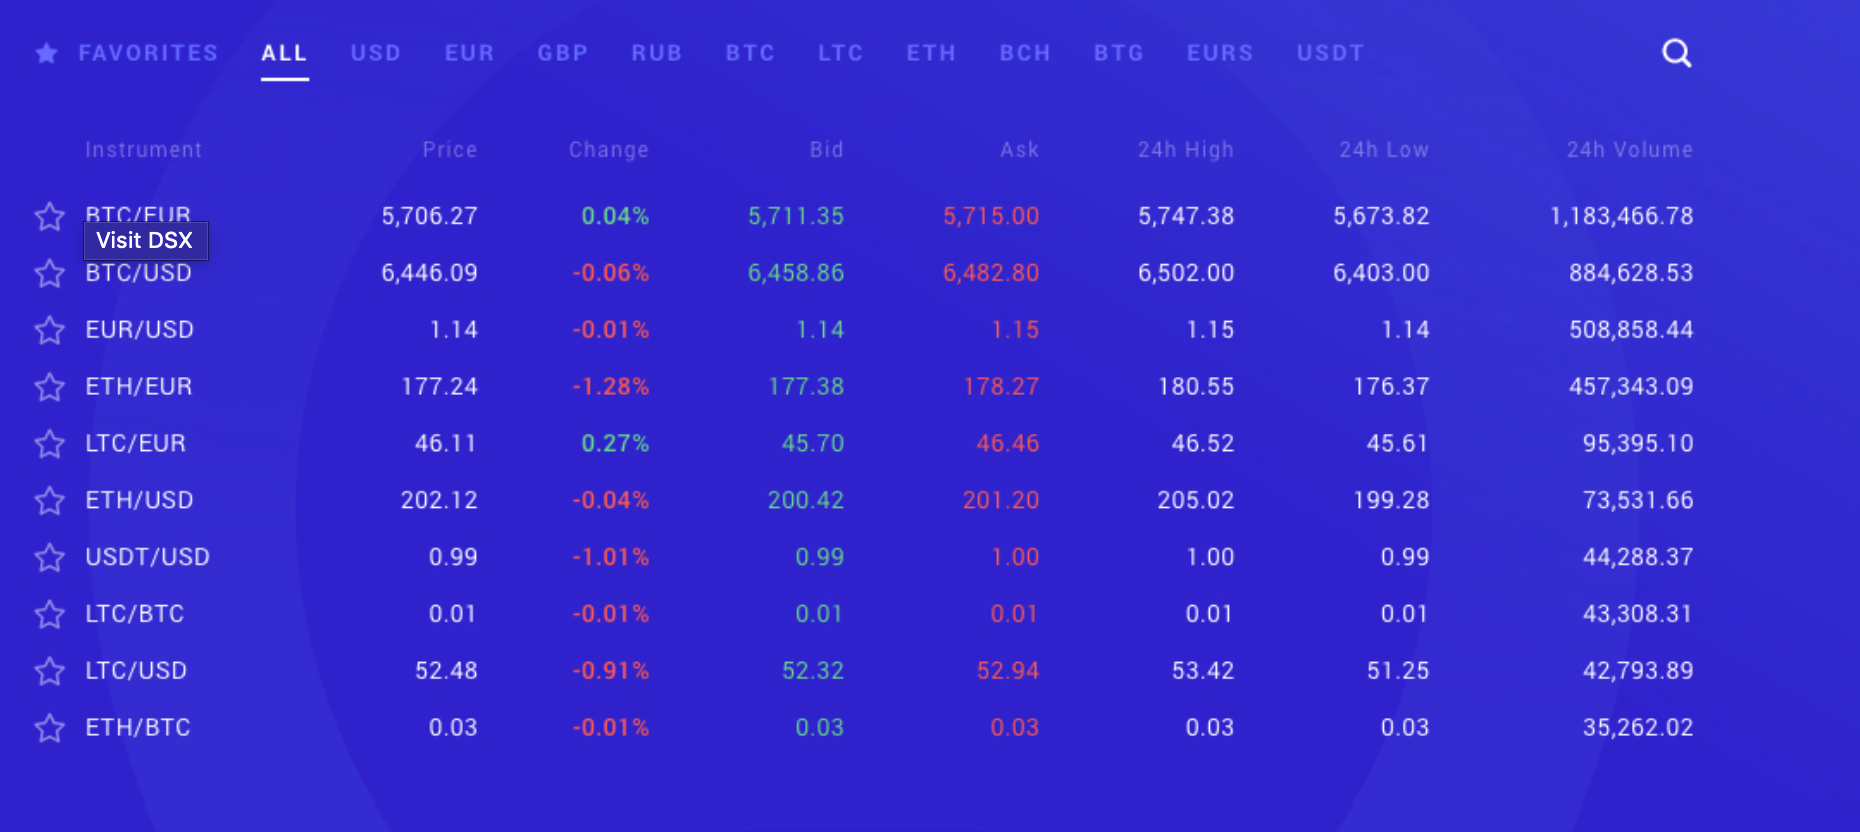 FAVORITES ALL USD EUR GBP RUB BTC LTC ETH BCH BTG EURS USDT
Instrument Price Change Bid Ask 24h High 24h Low 24h Volume
BTC/EUR 5,706.27 0.04% 5,711.35 5,715.00 5,747.38 5,673.82 1,183,466.78
Visit DSX
BTC/USD 6,446.09 -0.06% 6,458.86 6,482.80 6,502.00 6,403.00 884,628.53
EUR/USD 1.14 -0.01% 1.14 1.15 1.15 1.14 508,858.44
ETH/EUR 177.24 -1.28% 177.38 178.27 180.55 176.37 457,343.09
LTC/EUR 46.11 0.27% 45.70 46.46 46.52 45.61 95,395.10
ETH/USD 202.12 -0.04% 200.42 201.20 205.02 199.28 73,531.66
USDT/USD 0.99 -1.01% 0.99 1.00 1.00 0.99 44,288.37
LTC/BTC 0.01 -0.01% 0.01 0.01 0.01 0.01 43,308.31
LTC/USD 52.48 -0.91% 52.32 52.94 53.42 51.25 42,793.89
ETH/BTC 0.03 -0.01% 0.03 0.03 0.03 0.03 35,262.02